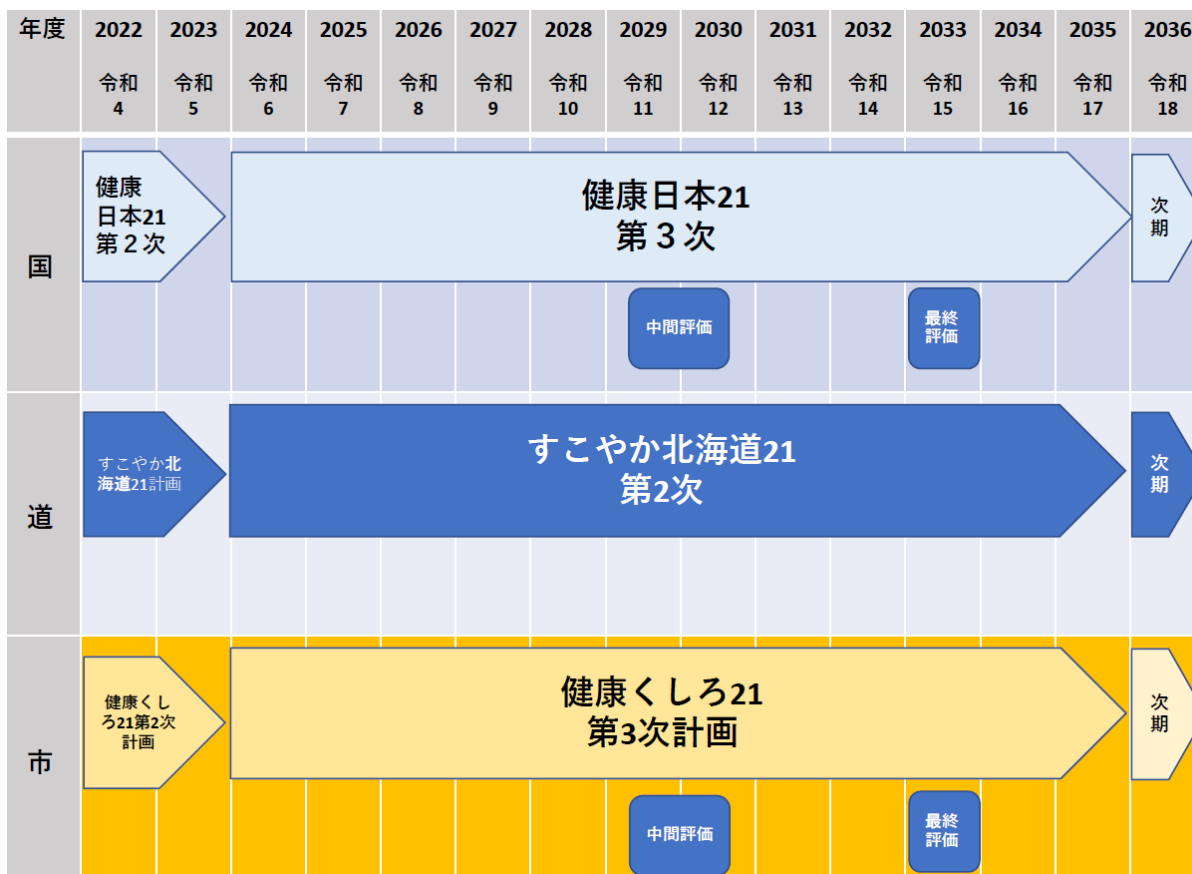 年度 2022 2023 2024 2025 2026 2027 2028 2029 2030 2031 2032 2033 2034 2035 2036
令和 令和 令和 令和 令和 令和 令和 令和 令和 令和 令和 令和 令和 令和 令和
4 5 6 7 8 9 10 11 12 13 14 15 16 17 18
国
健康
日本21
第２次
健康日本21
第３次
次
期
中間評価
最終
評価
道
すこやか北
海道21計画
すこやか北海道21
第2次
次
期
市
健康くし
ろ21第2次
計画
健康くしろ21
第3次計画
次
期
中間評価
最終
評価